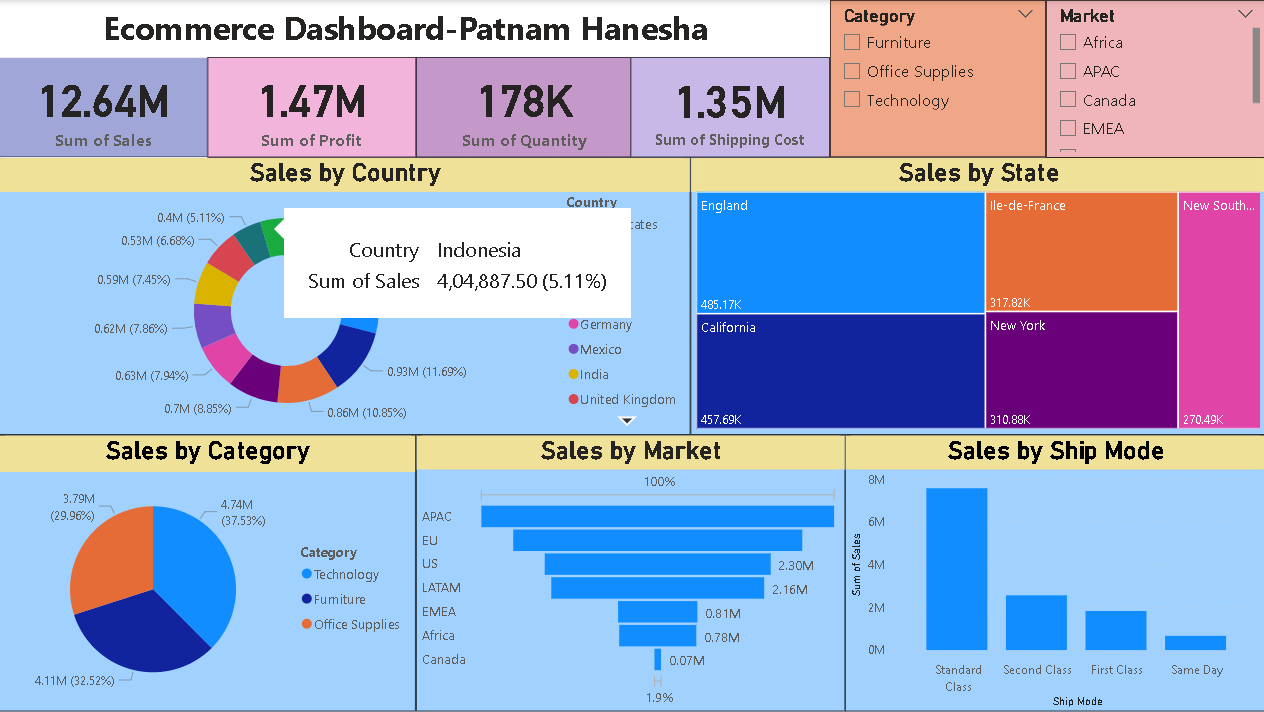 Ecommerce Dashboard-Patnam Hanesha
12.64M
Sum of Sales
1.47M
Sum of Profit
178K
Sum of Quantity
1.35M
Sum of Shipping Cost
Category
Furniture
Office Supplies
Technology
Market
Africa
APAC
Canada
EMEA
Sales by Country
0.4M (5.11%)
0.53M (6.68%)
0.59M (7.45%)
0.62M (7.86%)
0.63M (7.94%)
0.7M (8.85%)
0.86M (10.85%)
0.93M (11.69%)
Country Indonesia
Sum of Sales 4,04,887.50 (5.11%)
Country
Germany
Mexico
India
United Kingdom
Sales by State
England
485.17K
California
457.69K
Ile-de-France
317.82K
New York
310.88K
New South...
270.49K
Sales by Category
3.79M
(29.96%)
4.74M
(37.53%)
4.11M (32.52%)
Category
Technology
Furniture
Office Supplies
Sales by Market
100%
APAC
EU
US 2.30M
LATAM 2.16M
EMEA 0.81M
Africa 0.78M
Canada 0.07M
1.9%
Sales by Ship Mode
Sum of Sales
8M
6M
4M
2M
0M
Standard
Class
Second Class
First Class
Same Day
Ship Mode